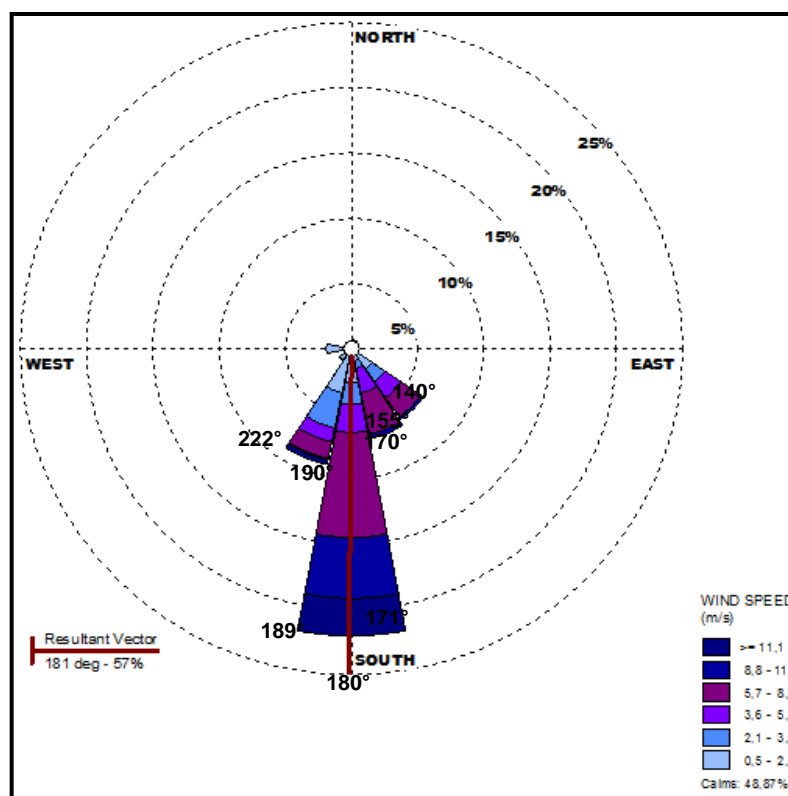 NORTH
25%
20%
15%
10%
5%
WEST
EAST
140°
155°
70°
222°
190°
171°
189°
SOUTH
180°
Resultant Vector
181 deg - 57%
WIND SPEED
(m/s)
>= 11,1
8,8 - 11
5,7 - 8,
3,6 - 5,
2,1 - 3,
0,5 - 2,
Calms: 48,87%